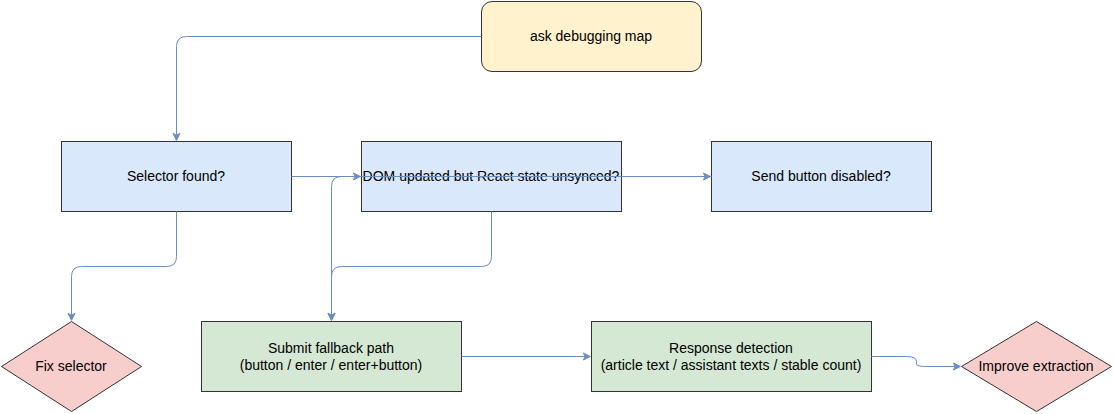 ask debugging map
Selector found?
DOM updated but React state unsynced?
Send button disabled?
Fix selector
Submit fallback path
(button / enter / enter+button)
Response detection
(article text / assistant texts / stable count)
Improve extraction